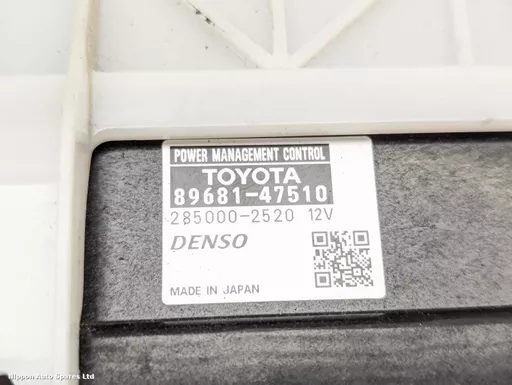 POWER MANAGEMENT CONTROL
TOYOTA
89681-47510
285000-2520 12V
DENSO
MADE IN JAPAN
Nippon Auto Spares Ltd